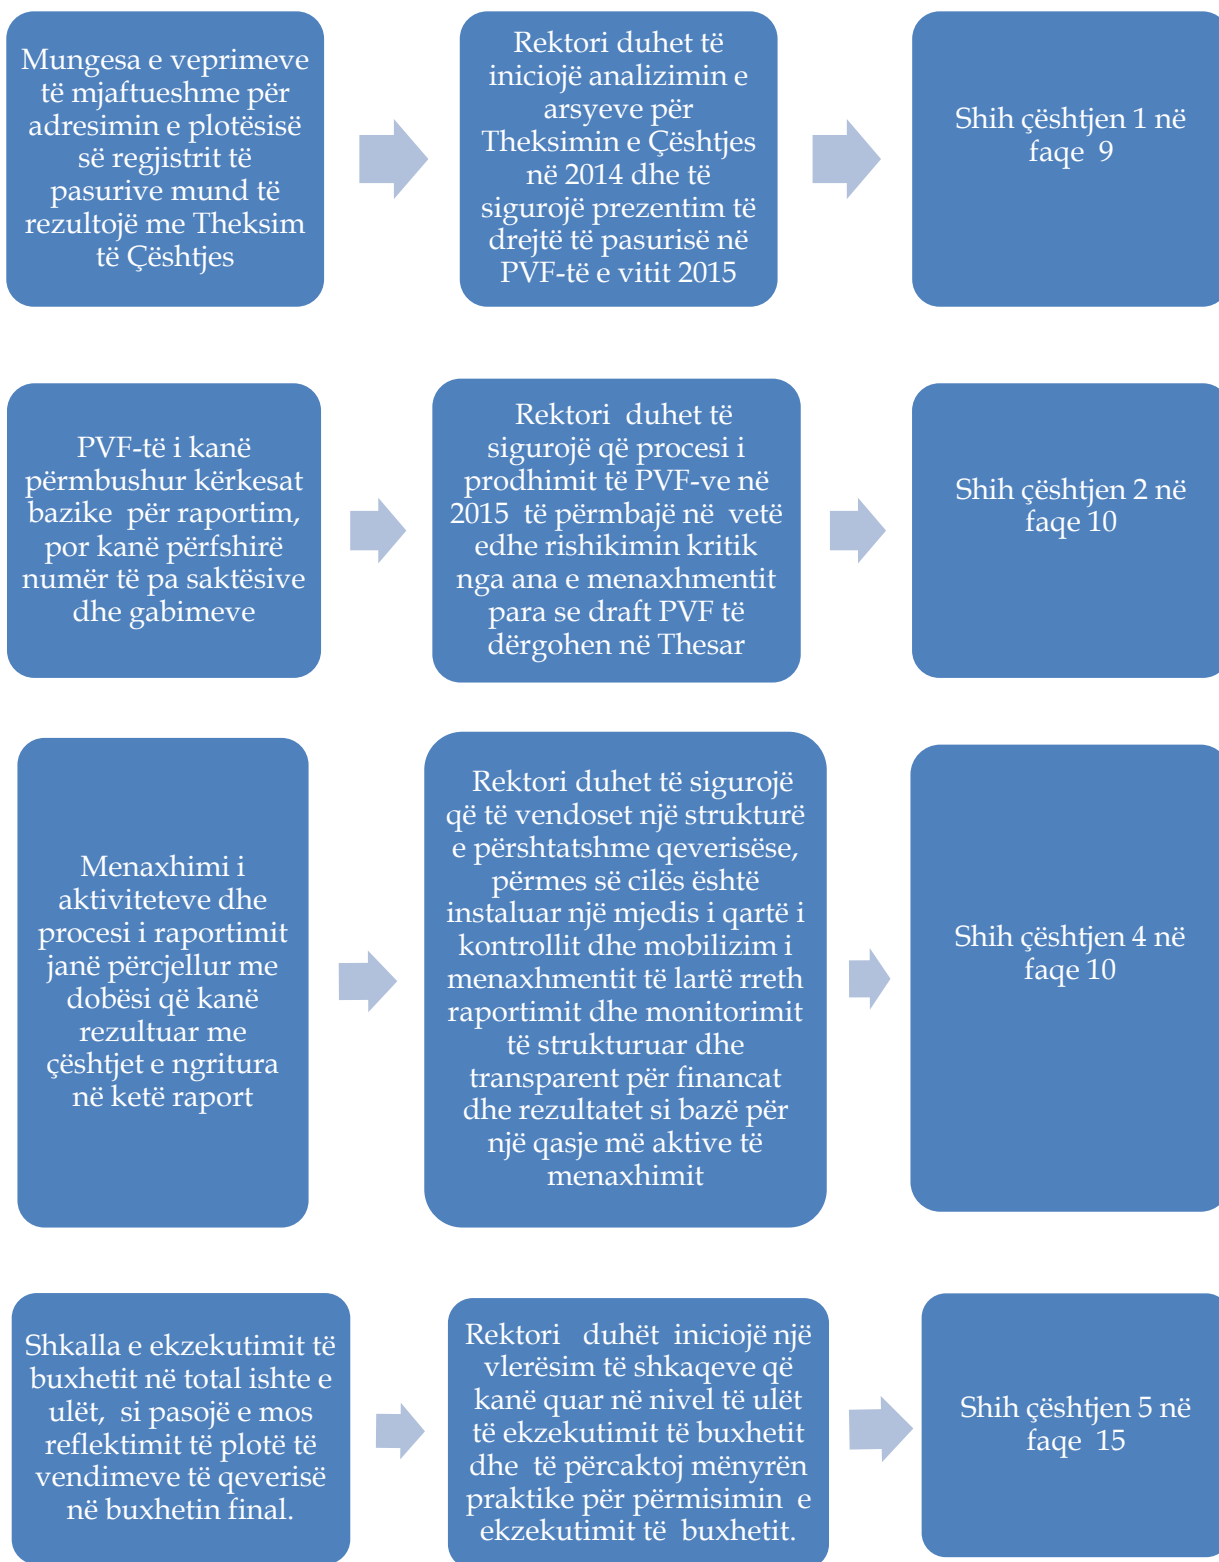 Mungesa e veprimeve
të mjaftueshme për
adresimin e plotësisë
së regjistrit të
pasurive mund të
rezultojë me Theksim
të Çështjes
Rektori duhet të
iniciojë analizimin e
arsyeve për
Theksimin e Çështjes
në 2014 dhe të
sigurojë prezentim të
drejtë të pasurisë në
PVF-të e vitit 2015
Shih çështjen 1 në
faqe 9
PVF-të i kanë
përmbushur kërkesat
bazike për raportim,
por kanë përfshirë
numër të pa saktësive
dhe gabimeve
Rektori duhet të
sigurojë që procesi i
prodhimit të PVF-ve në
2015 të përmbajë në vetë
edhe rishikimin kritik
nga ana e menaxhmentit
para se draft PVF të
dërgohen në Thesar
Shih çështjen 2 në
faqe 10
Menaxhimi i
aktiviteteve dhe
procesi i raportimit
janë përcjellur me
dobësi që kanë
rezultuar me
çështjet e ngritura
në ketë raport
Rektori duhet të sigurojë
që të vendoset një strukturë
e përshtatshme qeverisëse,
përmes së cilës është
instaluar një mjedis i qartë i
kontrollit dhe mobilizim i
menaxhmentit të lartë rreth
raportimit dhe monitorimit
të strukturuar dhe
transparent për financat
dhe rezultatet si bazë për
një qasje më aktive të
menaxhimit
Shih çështjen 4 në
faqe 10
Shkalla e ekzekutimit të
buxhetit në total ishte e
ulët, si pasojë e mos
reflektimit të plotë të
vendimeve të qeverisë
në buxhetin final.
Rektori duhët iniciojë një
vlerësim të shkaqeve që
kanë quar në nivel të ulët
të ekzekutimit të buxhetit
dhe të përcaktoj mënyrën
praktike për përmisimin e
ekzekutimit të buxhetit.
Shih çështjen 5 në
faqe 15